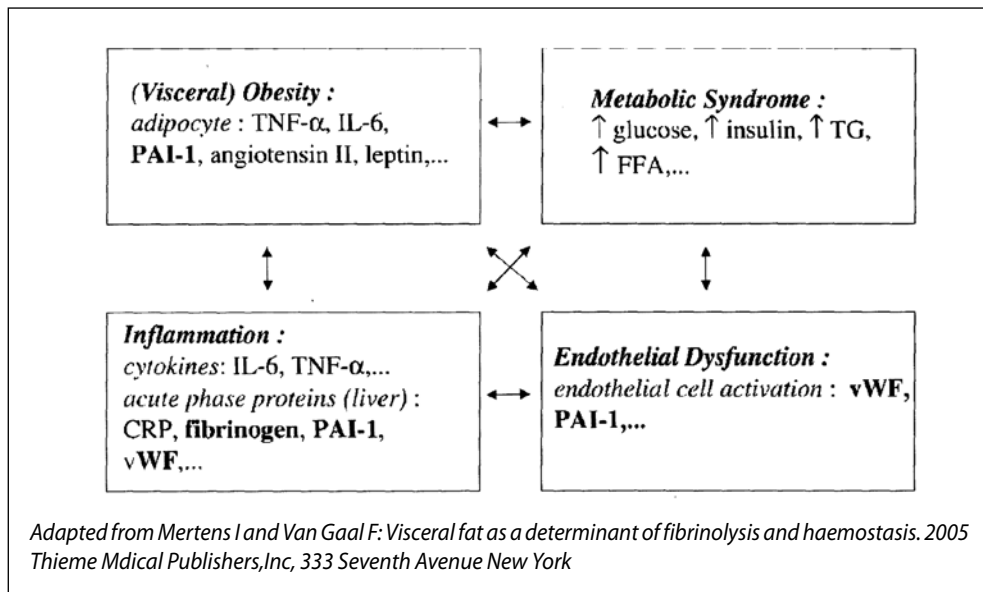 (Visceral) Obesity :
adipocyte : TNF-α, IL-6,
PAI-1, angiotensin II, leptin,...
Metabolic Syndrome :
↑ glucose, ↑ insulin, ↑ TG,
↑ FFA,...
Inflammation :
cytokines: IL-6, TNF-α,...
acute phase proteins (liver) :
CRP, fibrinogen, PAI-1,
vWF,...
Endothelial Dysfunction :
endothelial cell activation : vWF,
PAI-1,...
Adapted from Mertens I and Van Gaal F: Visceral fat as a determinant of fibrinolysis and haemostasis. 2005
Thieme Mdical Publishers,Inc, 333 Seventh Avenue New York